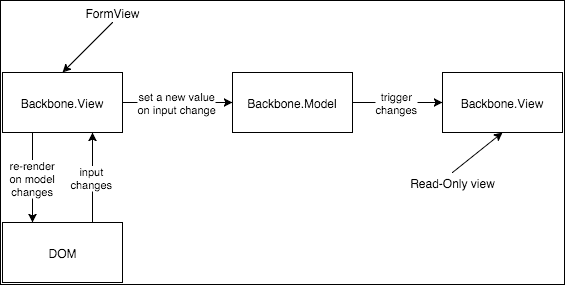 FormView
Backbone.View
set a new value
on input change
Backbone.Model
trigger
changes
Backbone.View
re-render
on model
changes
input
changes
Read-Only view
DOM